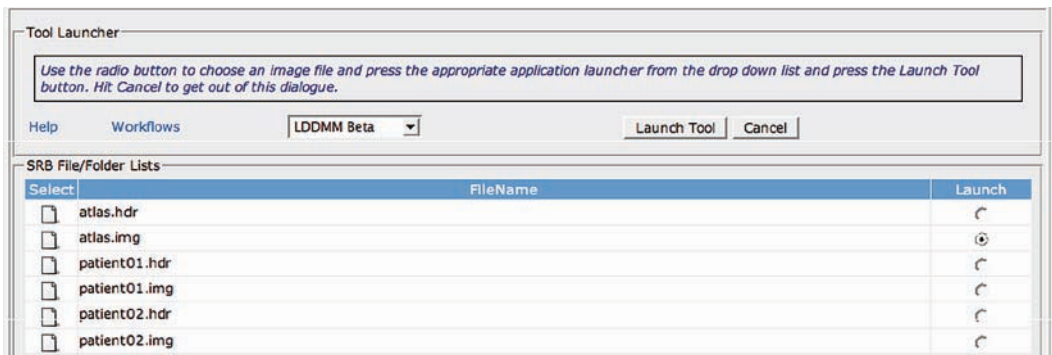 Tool Launcher
Use the radio button to choose an image file and press the appropriate application launcher from the drop down list and press the Launch Tool
button. Hit Cancel to get out of this dialogue.
Help Workflows LDDMM Beta Launch Tool Cancel
SRB File/Folder Lists
Select FileName Launch
atlas.hdr
atlas.img
patient01.hdr
patient01.img
patient02.hdr
patient02.img